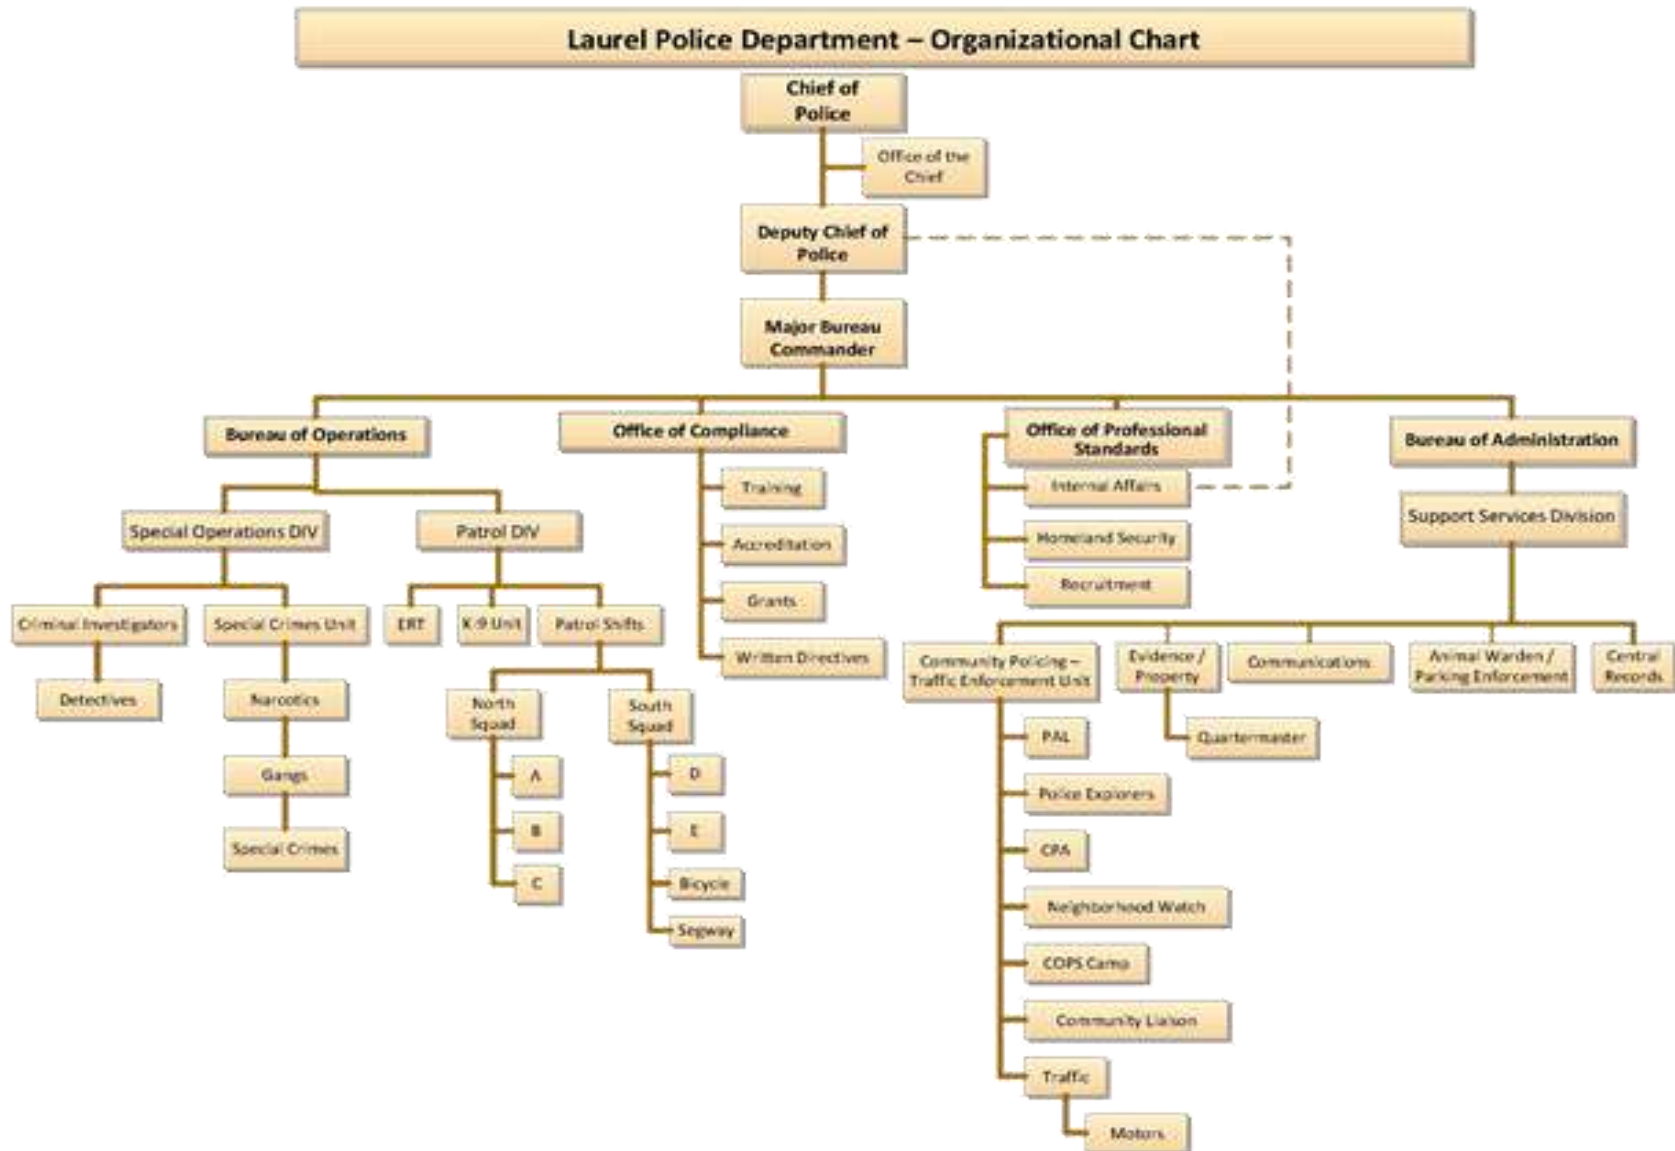 Laurel Police Department – Organizational Chart
Chief of
Police
Office of the
Chief
Deputy Chief of
Police
Major Bureau
Commander
Bureau of Operations
Office of Compliance
Office of Professional
Standards
Bureau of Administration
Special Operations DIV
Patrol DIV
Training
Accreditation
Grants
Written Directives
Internal Affairs
Homeland Security
Recruitment
Support Services Division
Criminal Investigators
Special Crimes Unit
ERT
K-9 Unit
Patrol Shifts
Detectives
Narcotics
Gangs
Special Crimes
North
Squad
A
B
C
South
Squad
D
E
Bicycle
Segway
Community Policing –
Traffic Enforcement Unit
Evidence /
Property
Communications
Animal Warden /
Parking Enforcement
Central
Records
Quartermaster
PAL
Police Explorers
CPA
Neighborhood Watch
COPS Camp
Community Liaison
Traffic
Motors